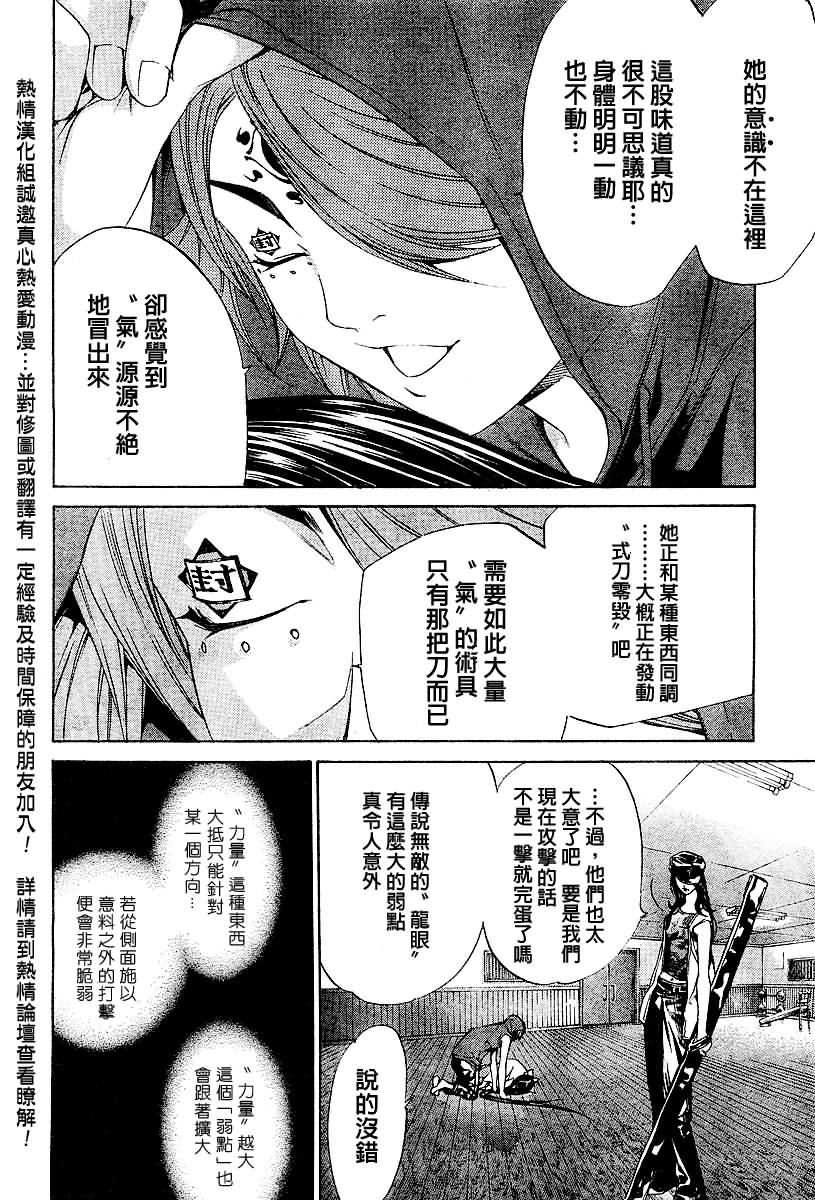 她的意識不在這裡
這股味道真的
很不可思議耶…
身體明明一動
也不動…
卻感覺到
〝氣〞源源不絕
地冒出來
封
她正和某種東西同調
………大概正在發動
〝式刀零毀〞吧
需要如此大量
〝氣〞的術具
只有那把刀而已
封
…不過，他們也太
大意了吧 要是我們
現在攻擊的話
不是一擊就完蛋了嗎
傳說無敵的〝龍眼〞
有這麼大的弱點
真令人意外
說的沒錯
〝力量〞這種東西
大抵只能針對
某一個方向…
若從側面施以
意料之外的打擊
便會非常脆弱
〝力量〞越大
這個「弱點」也
會跟著擴大
熱情漢化組誠邀真心熱愛動漫…並對修圖或翻譯有一定經驗及時間保障的朋友加入！ 詳情請到熱情論壇查看瞭解！